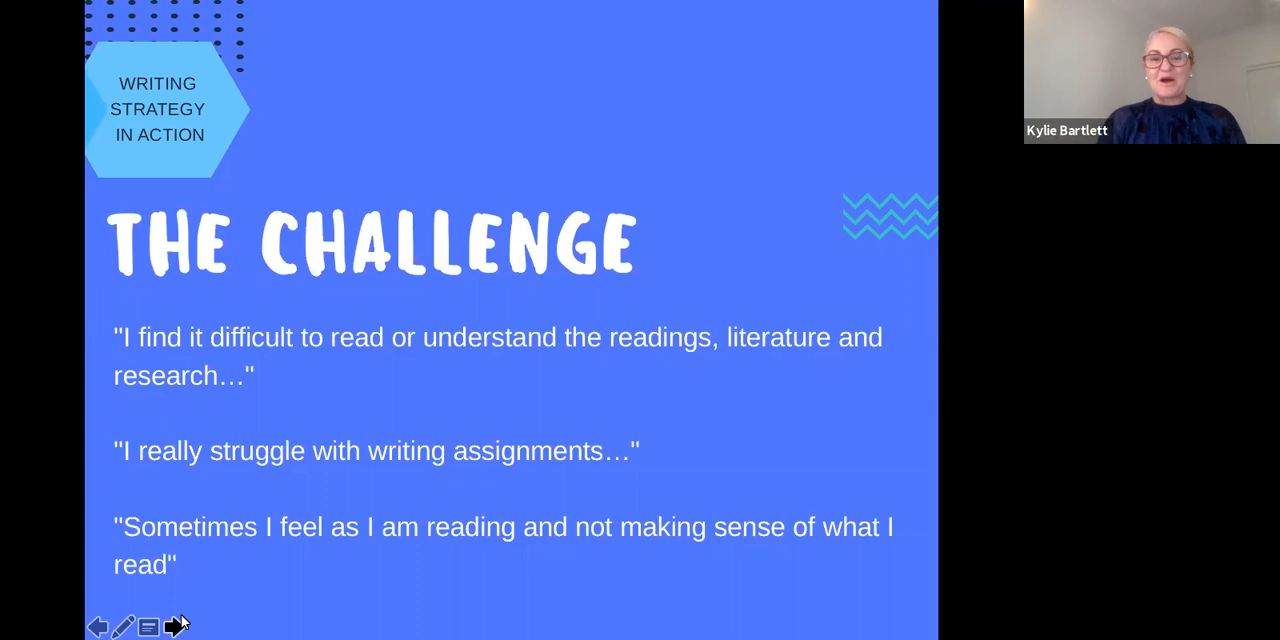 WRITING
STRATEGY
IN ACTION
THE CHALLENGE
"I find it difficult to read or understand the readings, literature and
research…"
"I really struggle with writing assignments…"
"Sometimes I feel as I am reading and not making sense of what I
read"
Kylie Bartlett